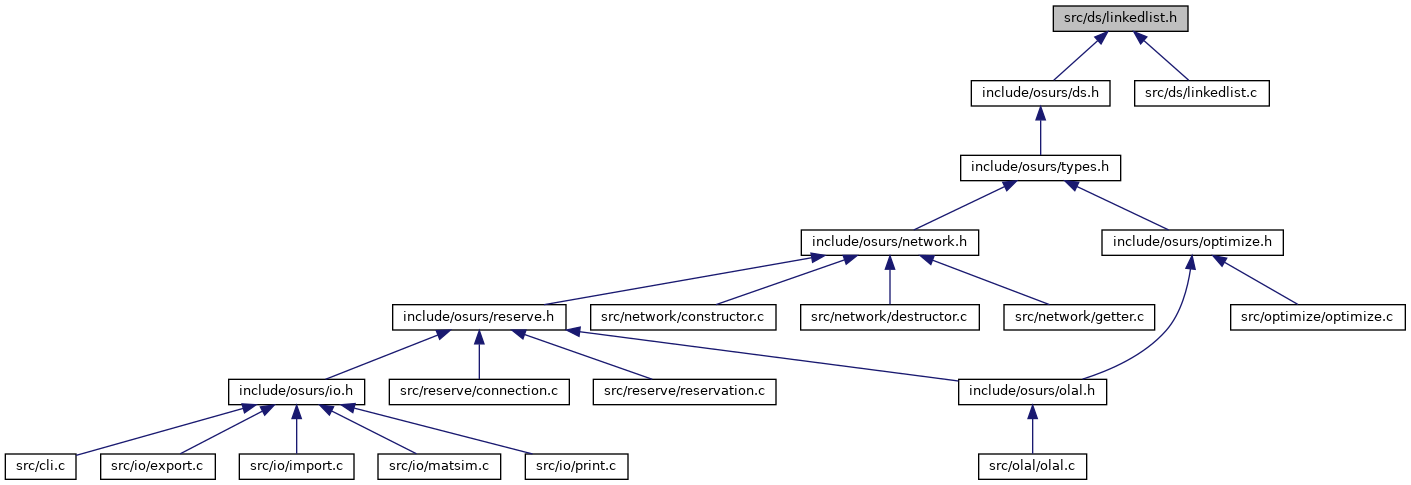 src/ds/linkedlist.h
include/osurs/ds.h
src/ds/linkedlist.c
include/osurs/types.h
include/osurs/network.h
include/osurs/optimize.h
include/osurs/reserve.h
src/network/constructor.c
src/network/destructor.c
src/network/getter.c
src/optimize/optimize.c
include/osurs/io.h
src/reserve/connection.c
src/reserve/reservation.c
include/osurs/olal.h
src/cli.c
src/io/export.c
src/io/import.c
src/io/matsim.c
src/io/print.c
src/olal/olal.c